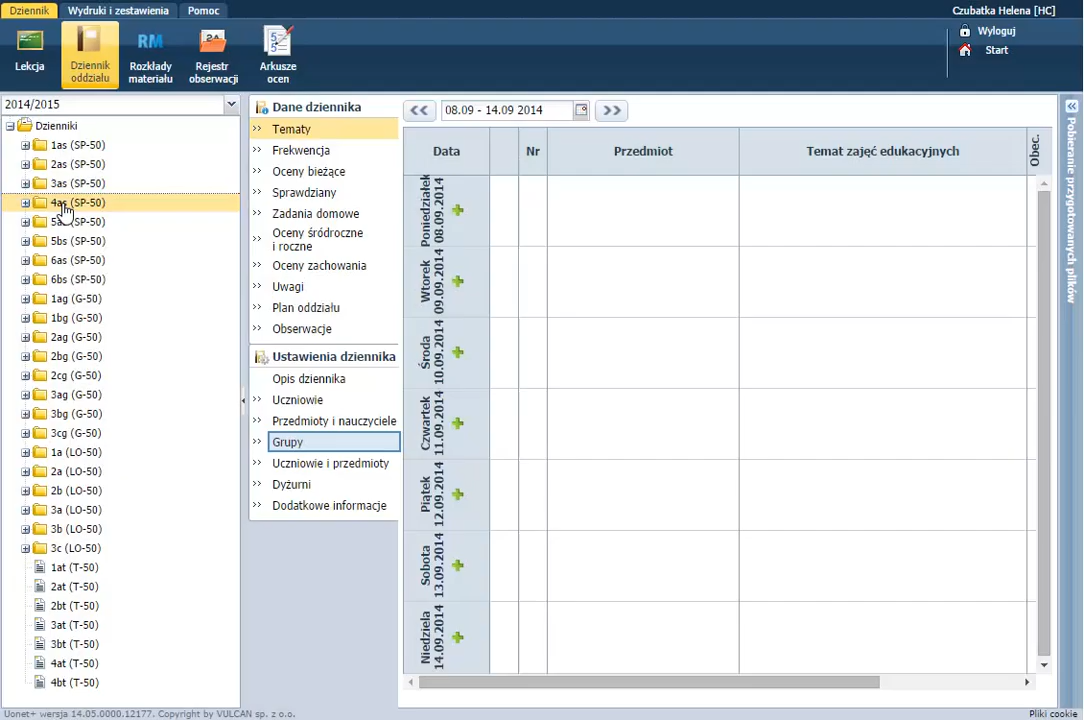 Dziennik
Wydruki i zestawienia
Pomoc
Czubatka Helena [HC]
Lekcja
Dziennik
oddziału
RM
Rozkłady
materiału
Rejestr
obserwacji
Arkusze
ocen
Wyloguj
Start
2014/2015
Dzienniki
1as (SP-50)
2as (SP-50)
3as (SP-50)
4as (SP-50)
(SP-50)
5bs (SP-50)
6as (SP-50)
6bs (SP-50)
1ag (G-50)
1bg (G-50)
2ag (G-50)
2bg (G-50)
2cg (G-50)
3ag (G-50)
3bg (G-50)
3cg (G-50)
1a (LO-50)
2a (LO-50)
2b (LO-50)
3a (LO-50)
3b (LO-50)
3c (LO-50)
1at (T-50)
2at (T-50)
2bt (T-50)
3at (T-50)
3bt (T-50)
4at (T-50)
4bt (T-50)
Dane dziennika
Tematy
Frekwencja
Oceny bieżące
Sprawdziany
Zadania domowe
Oceny śródroczne
i roczne
Oceny zachowania
Uwagi
Plan oddziału
Obserwacje
Ustawienia dziennika
Opis dziennika
Uczniowie
Przedmioty i nauczyciele
Grupy
Uczniowie i przedmioty
Dyżurni
Dodatkowe informacje
08.09 - 14.09 2014
Data
Nr
Przedmiot
Temat zajęć edukacyjnych
Obec.
Poniedziałek
08.09.2014
Wtorek
09.09.2014
Środa
10.09.2014
Czwartek
11.09.2014
Piątek
12.09.2014
Sobota
13.09.2014
Niedziela
14.09.2014
Pobieranie przygotowanych plików
Uonet+ wersja 14.05.0000.12177. Copyright by VULCAN sp. z o.o.
Pliki cookie